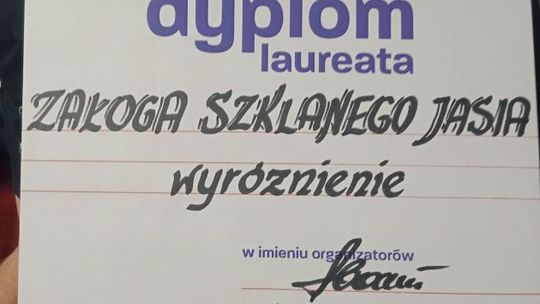 dyplom
laureata
ZAŁOGA SZKLANEGO JASIA
wyróżnienie
w imieniu organizatorów